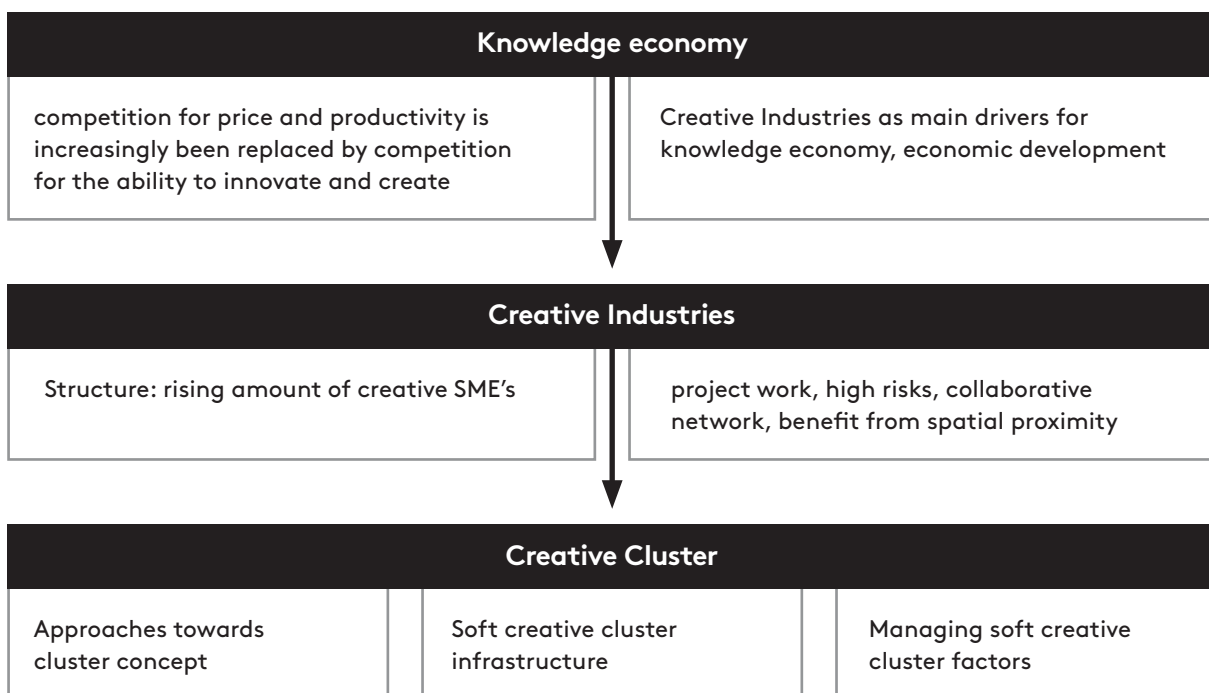 Knowledge economy
competition for price and productivity is
increasingly been replaced by competition
for the ability to innovate and create
Creative Industries as main drivers for
knowledge economy, economic development
Creative Industries
Structure: rising amount of creative SME's
project work, high risks, collaborative
network, benefit from spatial proximity
Creative Cluster
Approaches towards
cluster concept
Soft creative cluster
infrastructure
Managing soft creative
cluster factors